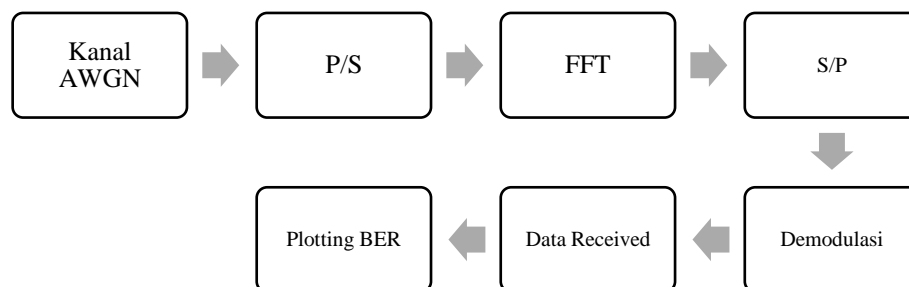 Kanal
AWGN
P/S
FFT
S/P
Demodulasi
Data Received
Plotting BER